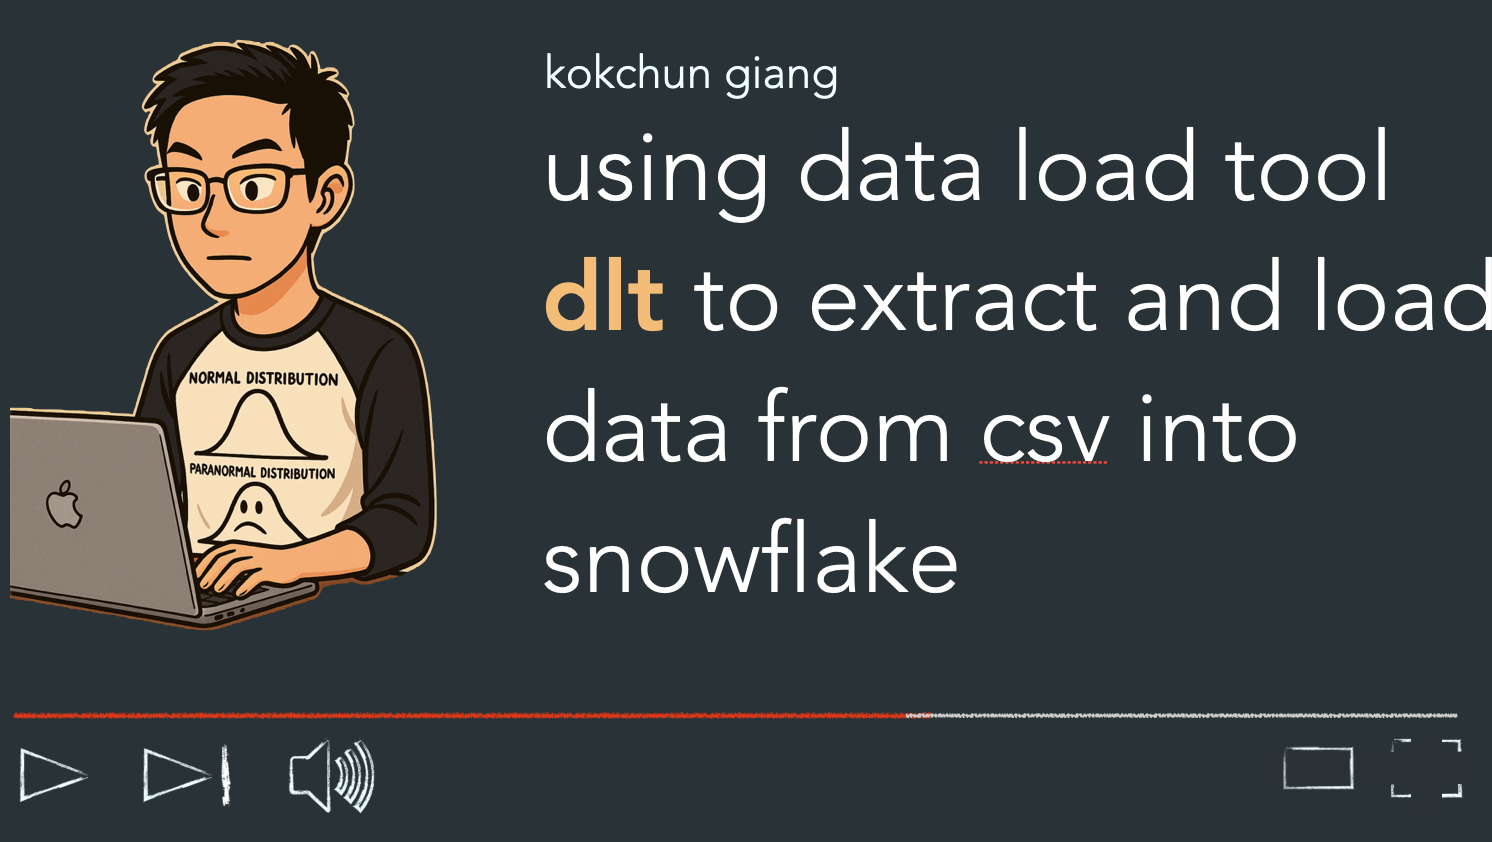 kokchun giang
using data load tool
dlt to extract and load
data from csv into
snowflake
NORMAL DISTRIBUTION
PARANORMAL DISTRIBUTION